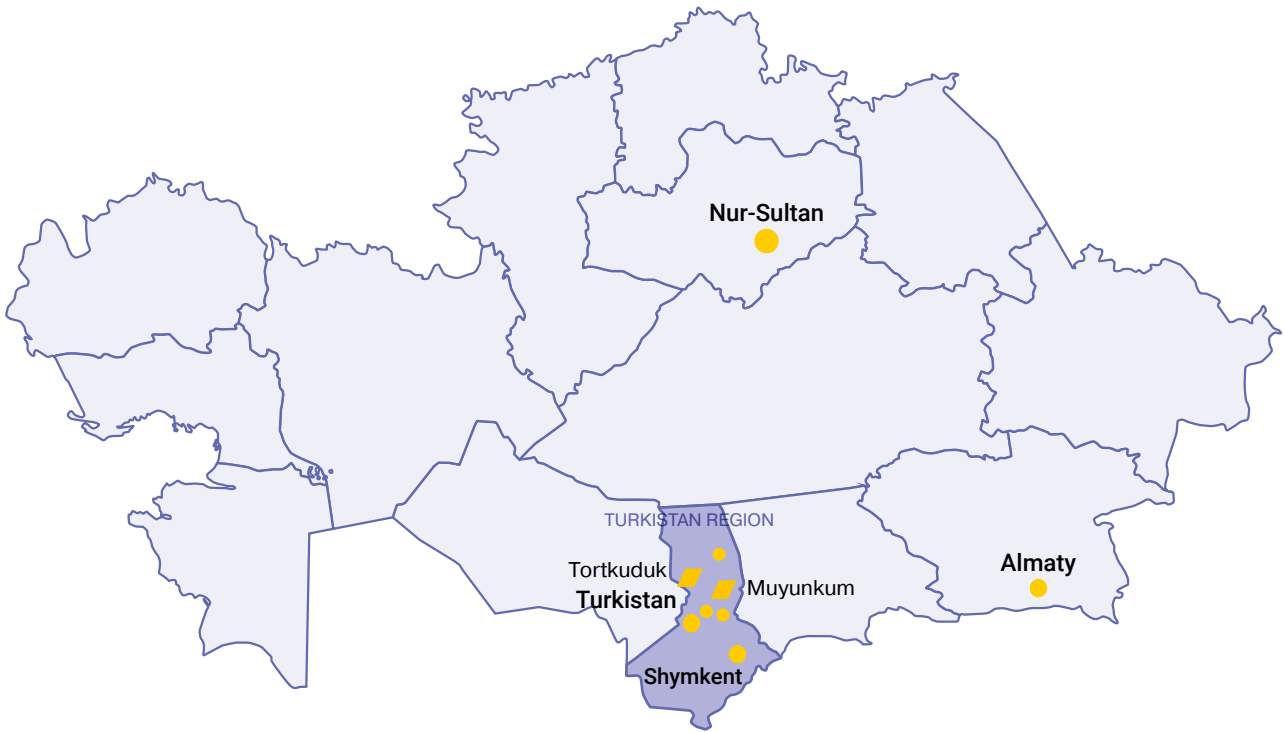 Nur-Sultan
TURKISTAN REGION
Almaty
Tortkuduk
Muyunkum
Turkistan
Shymkent